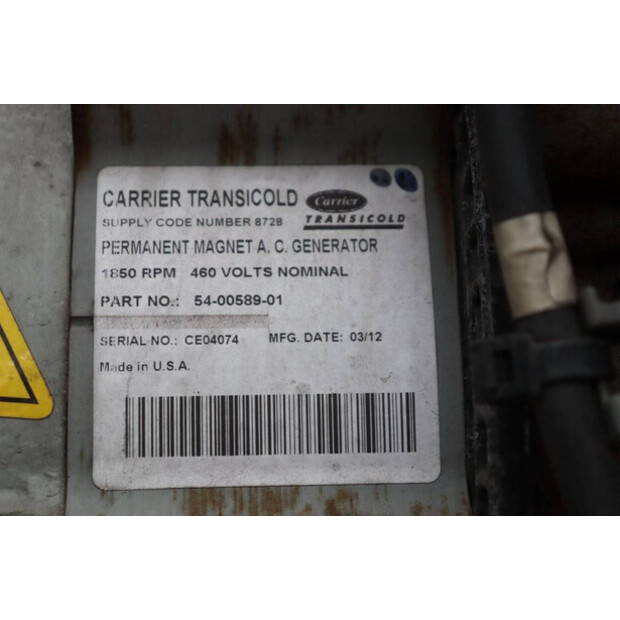 CARRIER TRANSICOLD
Carrier
TRANSICOLD
SUPPLY CODE NUMBER 8728
PERMANENT MAGNET A. C. GENERATOR
1850 RPM 460 VOLTS NOMINAL
PART NO.: 54-00589-01
SERIAL NO.: CE04074 MFG. DATE: 03/12
Made in U.S.A.